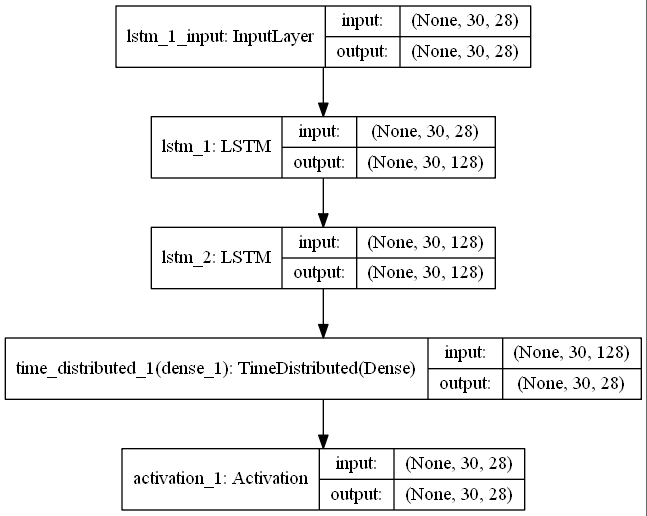 lstm_1_input: InputLayer
input: (None, 30, 28)
output: (None, 30, 28)
lstm_1: LSTM
input: (None, 30, 28)
output: (None, 30, 128)
lstm_2: LSTM
input: (None, 30, 128)
output: (None, 30, 128)
time_distributed_1(dense_1): TimeDistributed(Dense)
input: (None, 30, 128)
output: (None, 30, 28)
activation_1: Activation
input: (None, 30, 28)
output: (None, 30, 28)